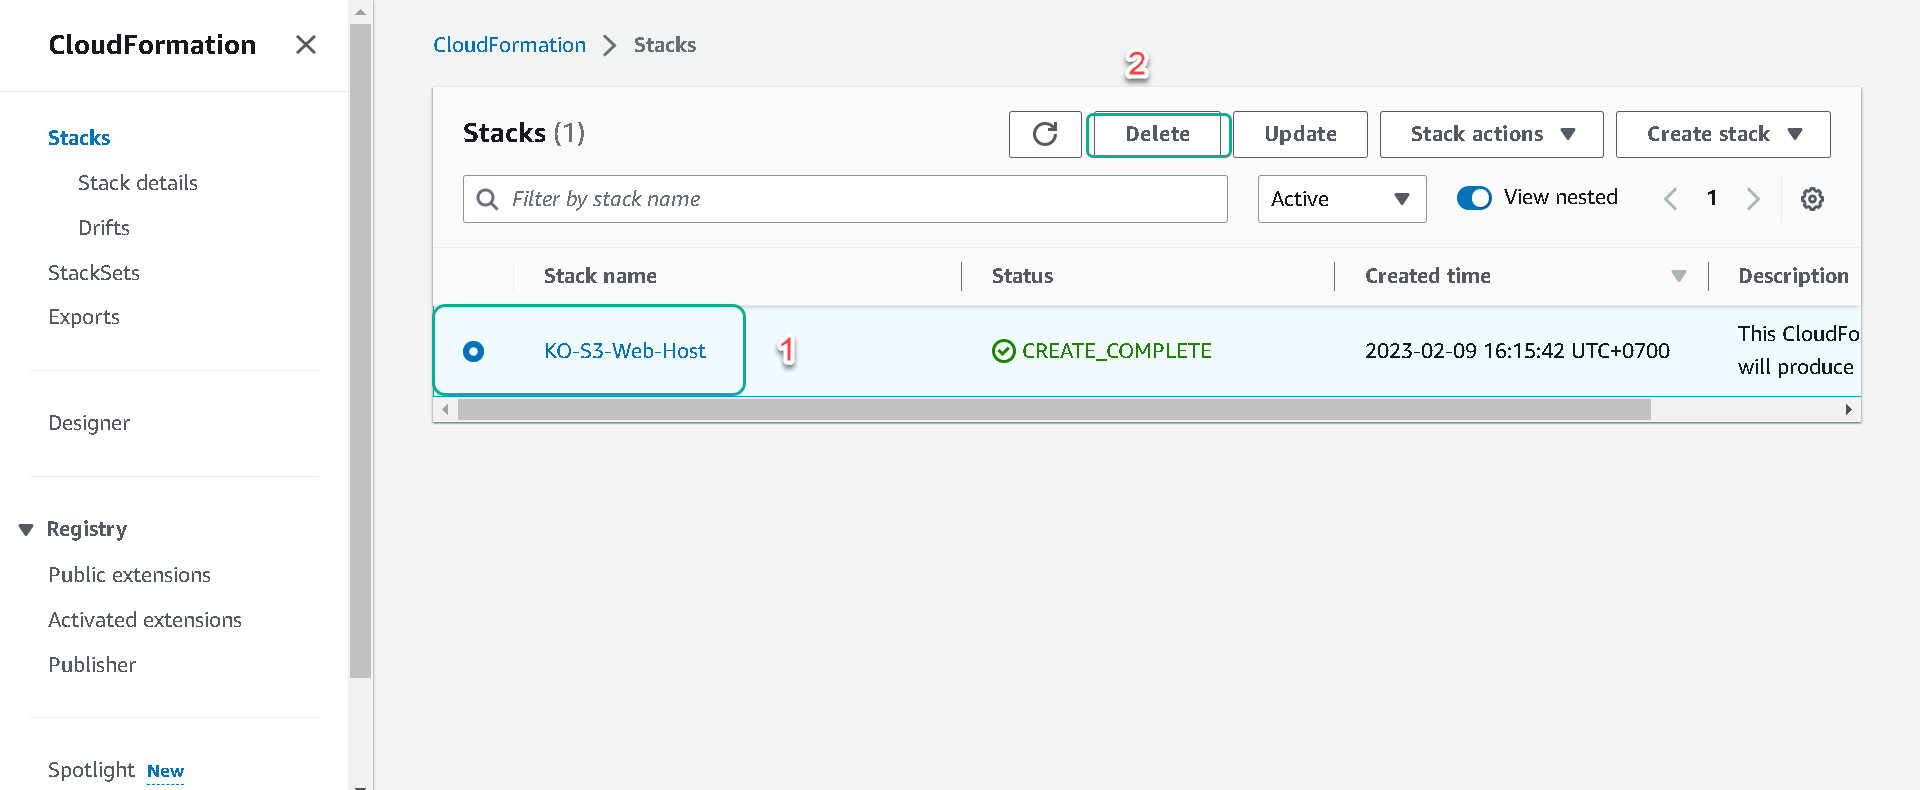 CloudFormation
Stacks
Stack details
Drifts
StackSets
Exports
Designer
Registry
Public extensions
Activated extensions
Publisher
Spotlight New
CloudFormation Stacks
2
Stacks (1)
Delete Update Stack actions Create stack
Filter by stack name Active View nested 1
Stack name Status Created time Description
KO-S3-Web-Host 1 CREATE_COMPLETE 2023-02-09 16:15:42 UTC+0700 This CloudFo
will produce